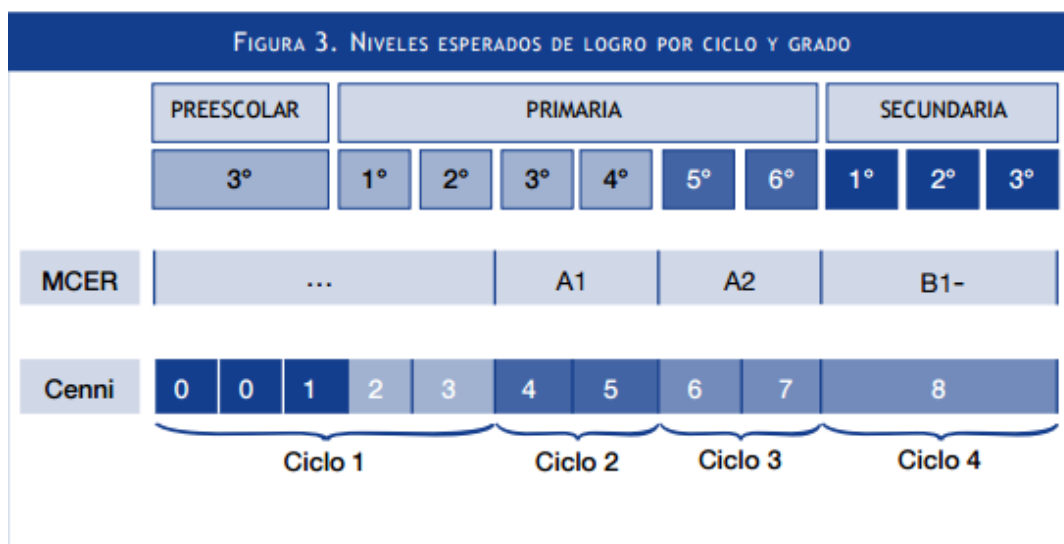 FIGURA 3. NIVELES ESPERADOS DE LOGRO POR CICLO Y GRADO
PREESCOLAR PRIMARIA SECUNDARIA
3° 1° 2° 3° 4° 5° 6° 1° 2° 3°
MCER ... A1 A2 B1-
Cenni 0 0 1 2 3 4 5 6 7 8
Ciclo 1 Ciclo 2 Ciclo 3 Ciclo 4